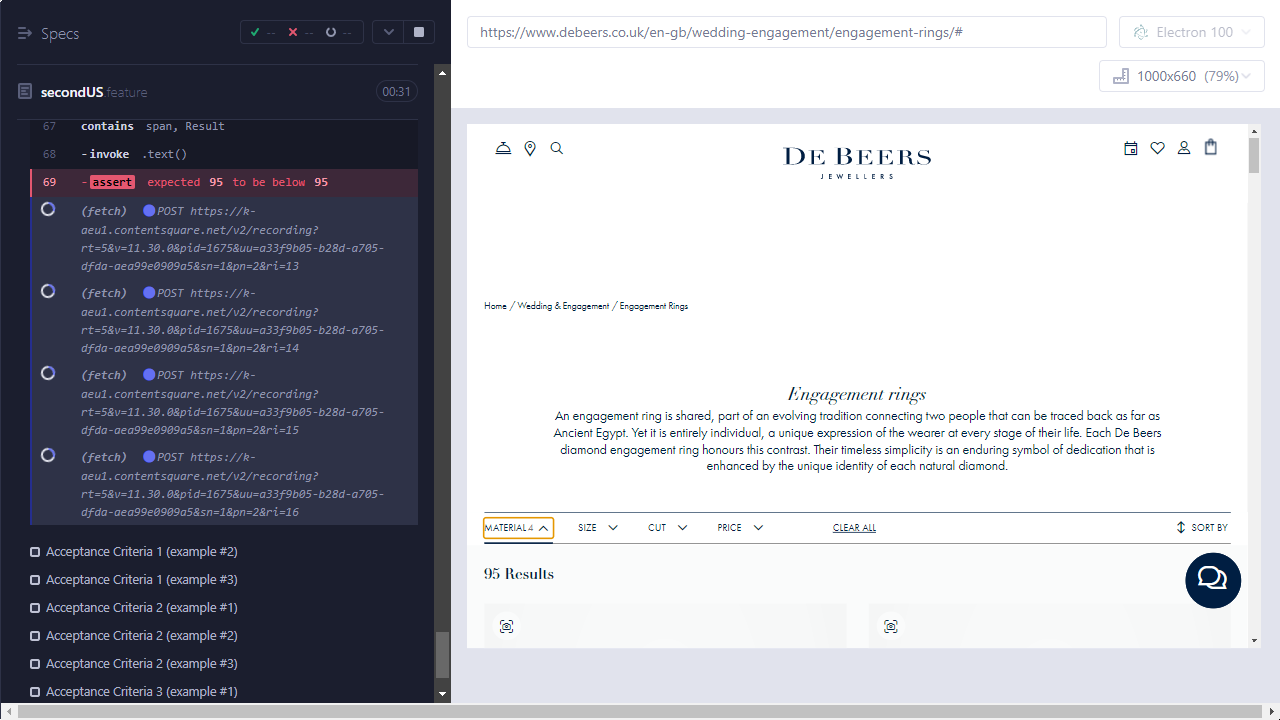 Specs
--
--
--
secondUS.feature
00:31
67 contains span, Result
68 -invoke .text()
69 -assert expected 95 to be below 95
(fetch) POST https://k-
aeu1.contentsquare.net/v2/recording?
rt=5&v=11.30.0&pid=1675&uu=a33f9b05-b28d-a705-
dfda-aea99e0909a5&sn=1&pn=2&ri=13
(fetch) POST https://k-
aeu1.contentsquare.net/v2/recording?
rt=5&v=11.30.0&pid=1675&uu=a33f9b05-b28d-a705-
dfda-aea99e0909a5&sn=1&pn=2&ri=14
(fetch) POST https://k-
aeu1.contentsquare.net/v2/recording?
rt=5&v=11.30.0&pid=1675&uu=a33f9b05-b28d-a705-
dfda-aea99e0909a5&sn=1&pn=2&ri=15
(fetch) POST https://k-
aeu1.contentsquare.net/v2/recording?
rt=5&v=11.30.0&pid=1675&uu=a33f9b05-b28d-a705-
dfda-aea99e0909a5&sn=1&pn=2&ri=16
Acceptance Criteria 1 (example #2)
Acceptance Criteria 1 (example #3)
Acceptance Criteria 2 (example #1)
Acceptance Criteria 2 (example #2)
Acceptance Criteria 2 (example #3)
Acceptance Criteria 3 (example #1)
https://www.debeers.co.uk/en-gb/wedding-engagement/engagement-rings/#
Electron 100
1000x660 (79%)
DE BEERS
JEWELLERS
Home / Wedding & Engagement / Engagement Rings
Engagement rings
An engagement ring is shared, part of an evolving tradition connecting two people that can be traced back as far as
Ancient Egypt. Yet it is entirely individual, a unique expression of the wearer at every stage of their life. Each De Beers
diamond engagement ring honours this contrast. Their timeless simplicity is an enduring symbol of dedication that is
enhanced by the unique identity of each natural diamond.
MATERIAL 4 SIZE CUT PRICE CLEAR ALL SORT BY
95 Results